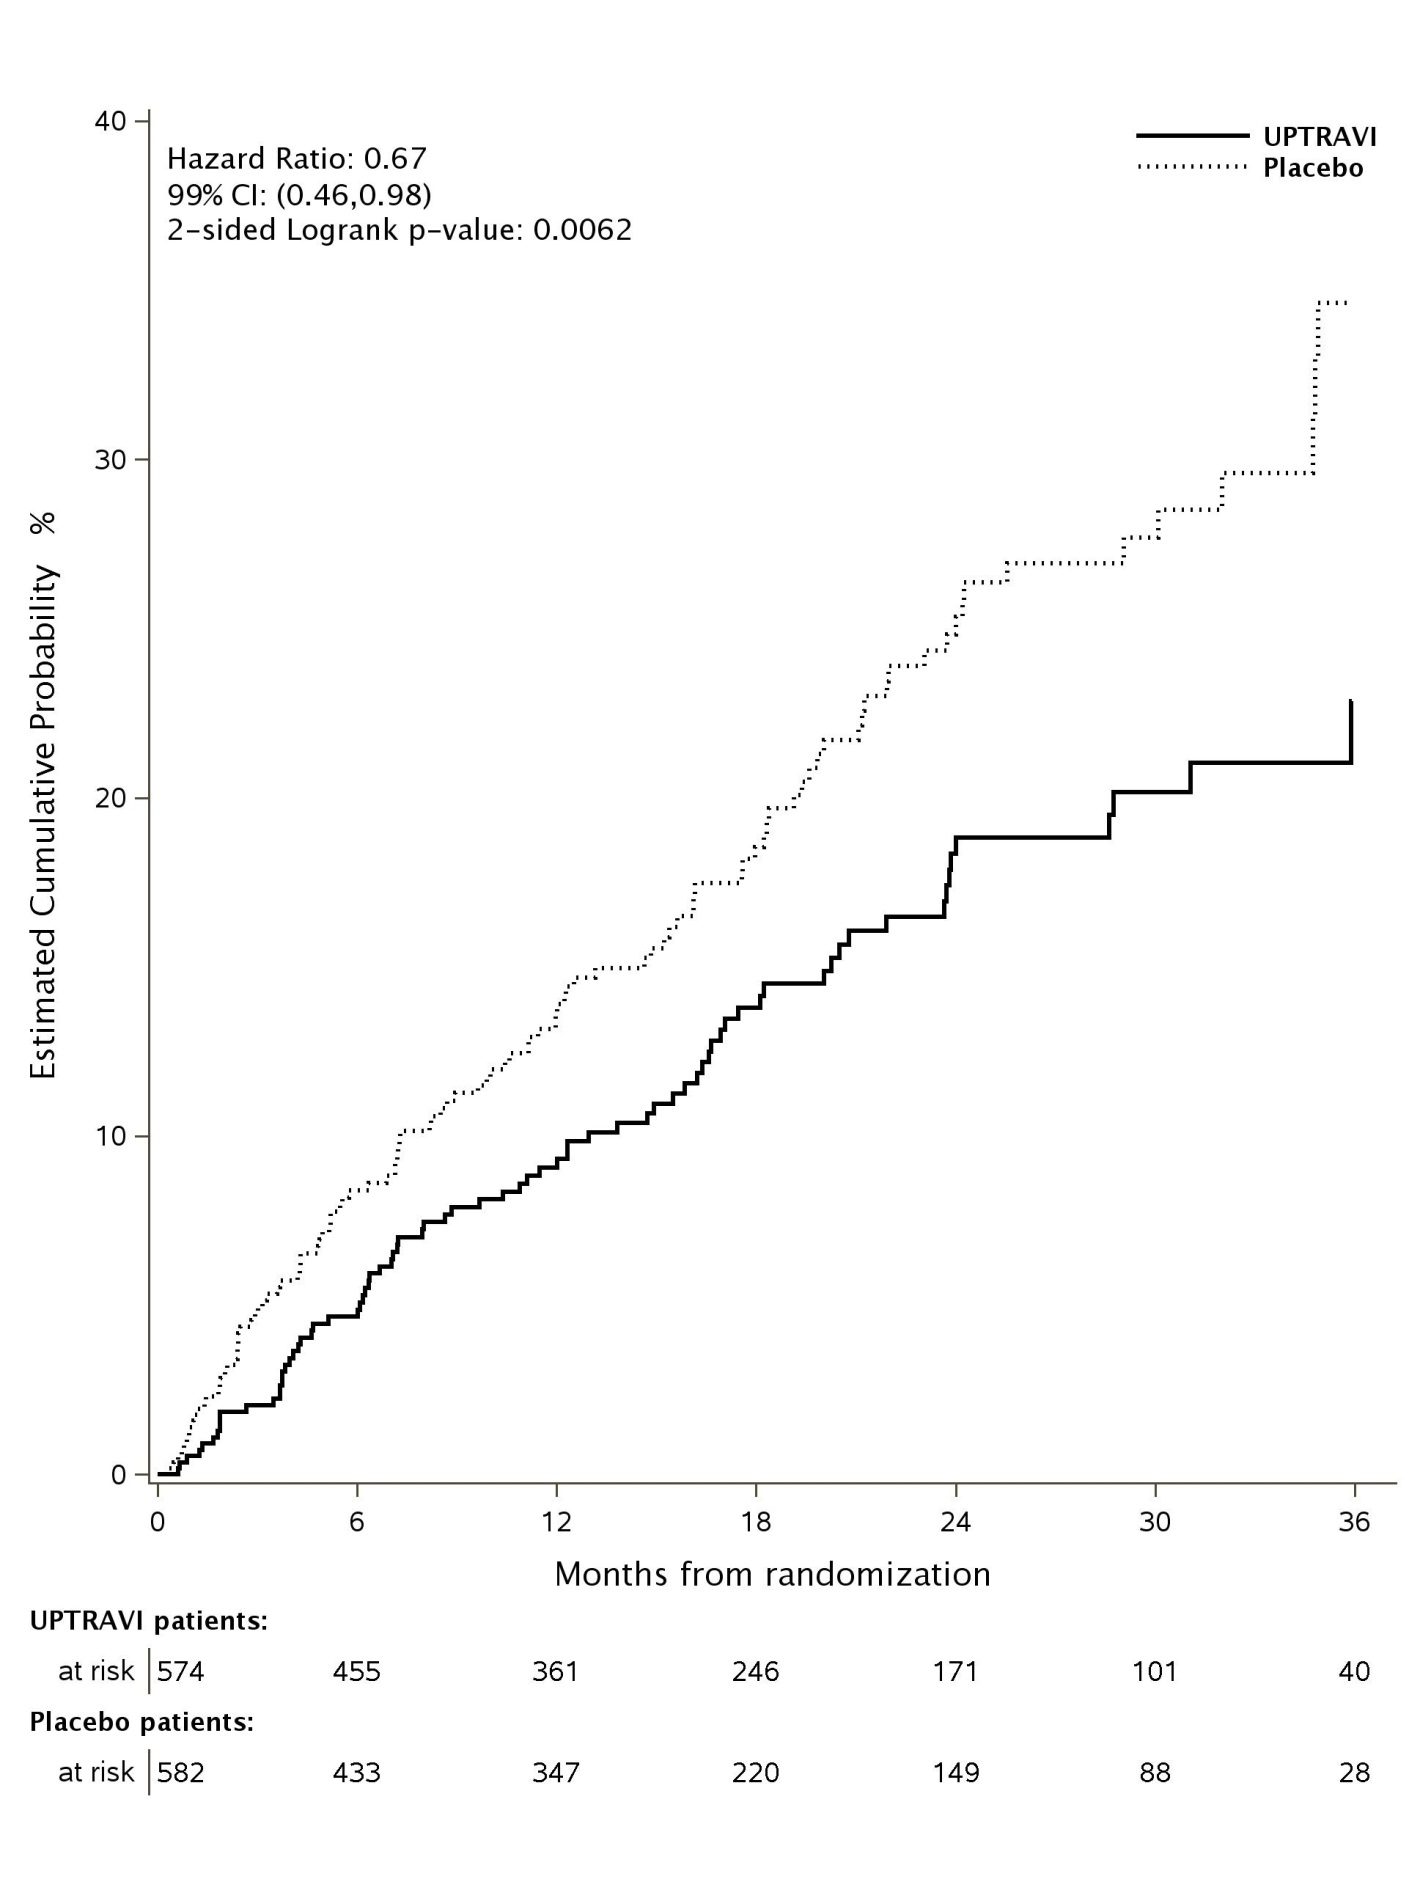 40
Hazard Ratio: 0.67
99% CI: (0.46,0.98)
2-sided Logrank p-value: 0.0062
UPTRAVI
Placebo
30
20
10
0
Estimated Cumulative Probability %
0 6 12 18 24 30 36
Months from randomization
UPTRAVI patients:
at risk 574 455 361 246 171 101 40
Placebo patients:
at risk 582 433 347 220 149 88 28